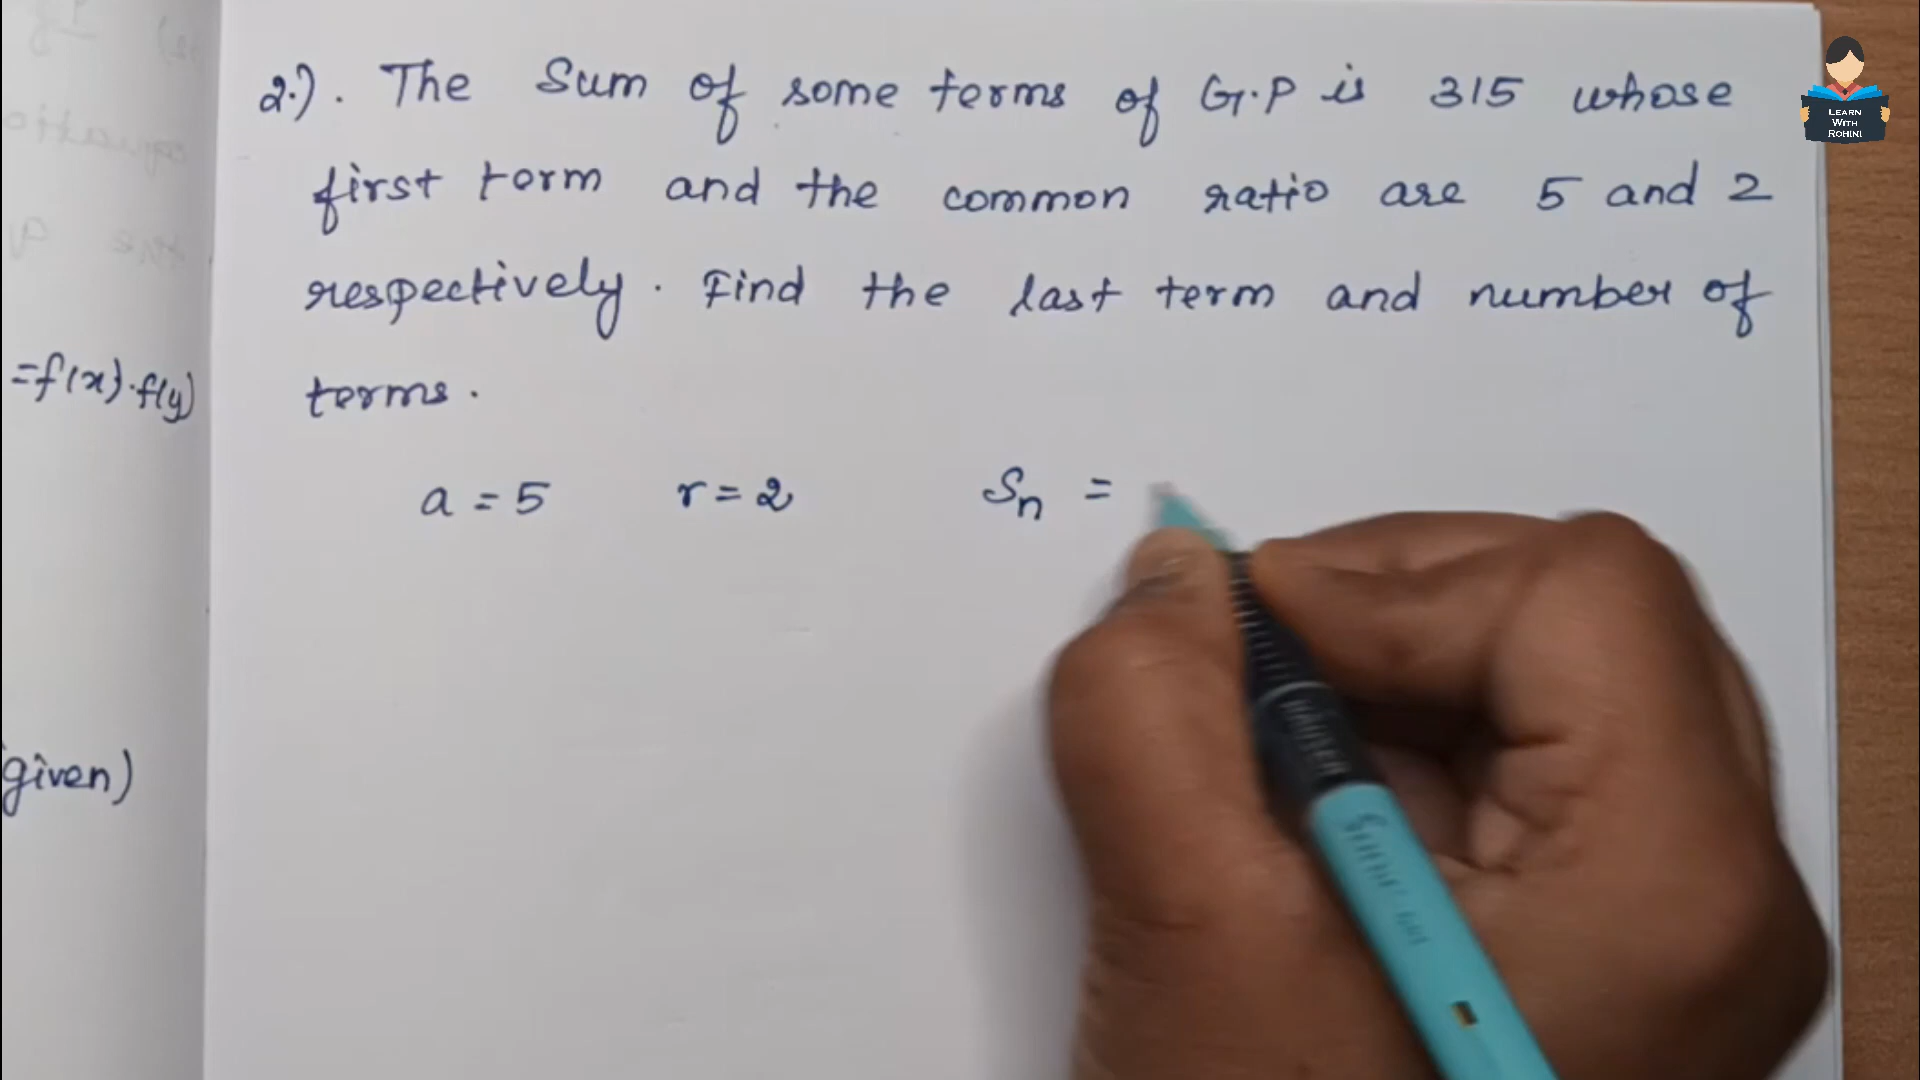 2.). The Sum of some terms of G.P is 315 whose
first term and the common ratio are 5 and 2
respectively. Find the last term and number of
terms.
a = 5 r = 2 Sn =
=f(x).f(y)
given)
LEARN
WITH
ROHINI